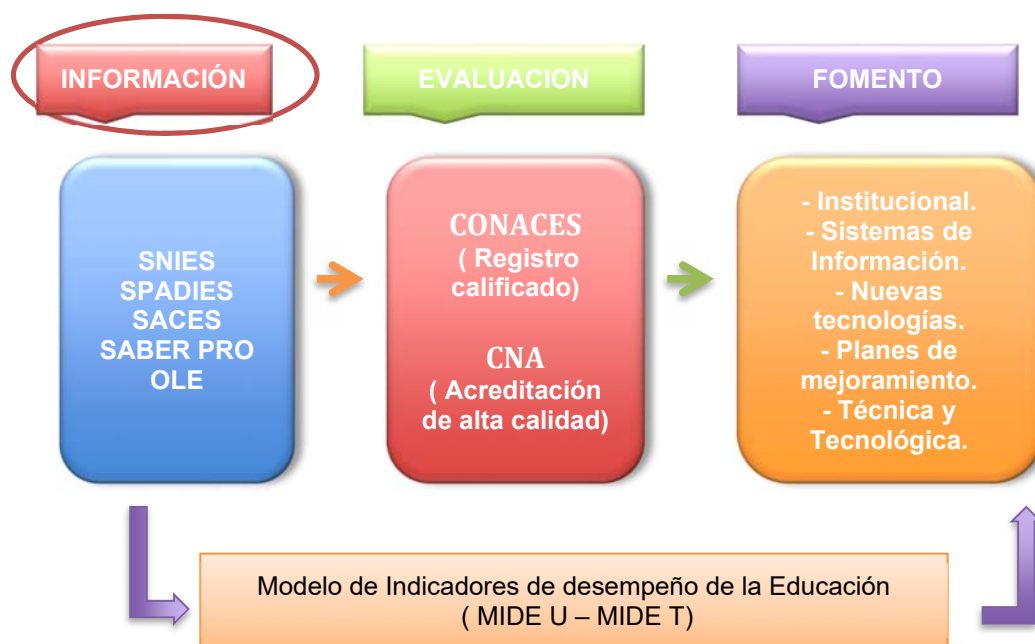 INFORMACIÓN
EVALUACION
FOMENTO
SNIES
SPADIES
SACES
SABER PRO
OLE
CONACES
( Registro
calificado)
CNA
( Acreditación
de alta calidad)
- Institucional.
- Sistemas de
Información.
- Nuevas
tecnologías.
- Planes de
mejoramiento.
- Técnica y
Tecnológica.
Modelo de Indicadores de desempeño de la Educación
( MIDE U – MIDE T)